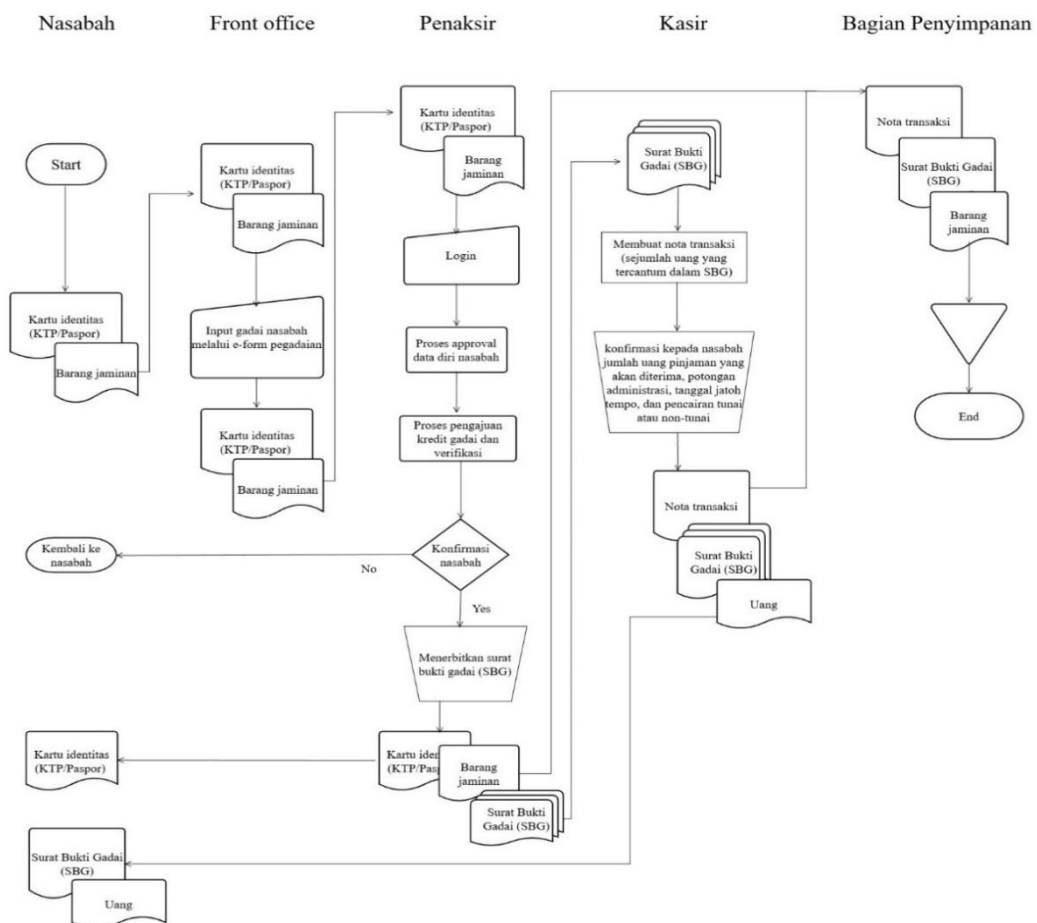 Nasabah
Front office
Penaksir
Kasir
Bagian Penyimpanan
Start
Kartu identitas
(KTP/Paspor)
Barang jaminan
Kartu identitas
(KTP/Paspor)
Barang jaminan
Input gadai nasabah
melalui e-form pegadaian
Kartu identitas
(KTP/Paspor)
Barang jaminan
Kartu identitas
(KTP/Paspor)
Barang
jaminan
Login
Proses approval
data diri nasabah
Proses pengajuan
kredit gadai dan
verifikasi
Konfirmasi
nasabah
No
Kembali ke
nasabah
Yes
Menerbitkan surat
bukti gadai (SBG)
Kartu iden
(KTP/Pasp
Barang
jaminan
Surat Bukti
Gadai (SBG)
Kartu identitas
(KTP/Paspor)
Surat Bukti
Gadai (SBG)
Membuat nota transaksi
(sejumlah uang yang
tercantum dalam SBG)
konfirmasi kepada nasabah
jumlah uang pinjaman yang
akan diterima, potongan
administrasi, tanggal jatoh
tempo, dan pencairan tunai
atau non-tunai
Nota transaksi
Surat Bukti
Gadai (SBG)
Uang
Surat Bukti Gadai
(SBG)
Uang
Nota transaksi
Surat Bukti
Gadai (SBG)
Barang
jaminan
End